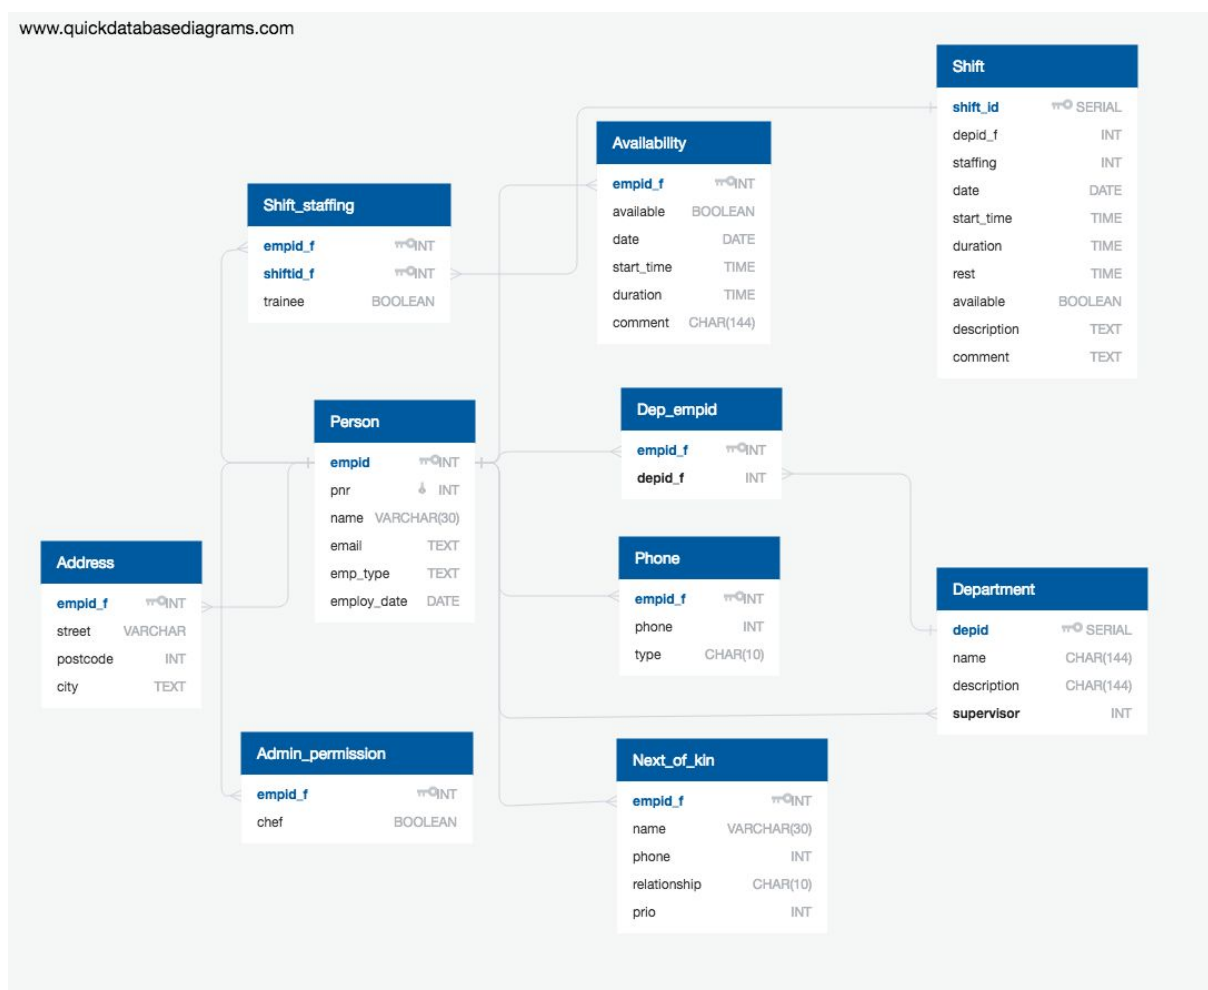 www.quickdatabasediagrams.com
Shift
shift_id SERIAL
depid_f INT
staffing INT
date DATE
start_time TIME
duration TIME
rest TIME
available BOOLEAN
description TEXT
comment TEXT
Availability
empid_f INT
available BOOLEAN
date DATE
start_time TIME
duration TIME
comment CHAR(144)
Shift_staffing
empid_f INT
shiftid_f INT
trainee BOOLEAN
Dep_empid
empid_f INT
depid_f INT
Person
empid INT
pnr INT
name VARCHAR(30)
email TEXT
emp_type TEXT
employ_date DATE
Phone
empid_f INT
phone INT
type CHAR(10)
Address
empid_f INT
street VARCHAR
postcode INT
city TEXT
Department
depid SERIAL
name CHAR(144)
description CHAR(144)
supervisor INT
Admin_permission
empid_f INT
chef BOOLEAN
Next_of_kin
empid_f INT
name VARCHAR(30)
phone INT
relationship CHAR(10)
prio INT